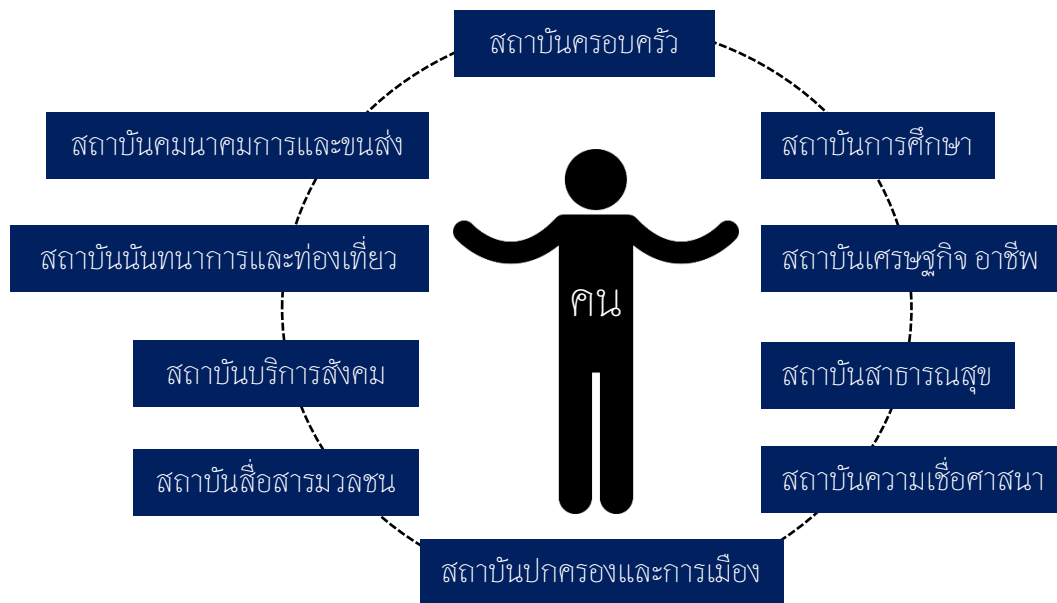 สถาบันครอบครัว
สถาบันคมนาคมการและขนส่ง
สถาบันการศึกษา
สถาบันนันทนาการและท่องเที่ยว
สถาบันเศรษฐกิจ อาชีพ
คน
สถาบันบริการสังคม
สถาบันสาธารณสุข
สถาบันสื่อสารมวลชน
สถาบันความเชื่อศาสนา
สถาบันปกครองและการเมือง